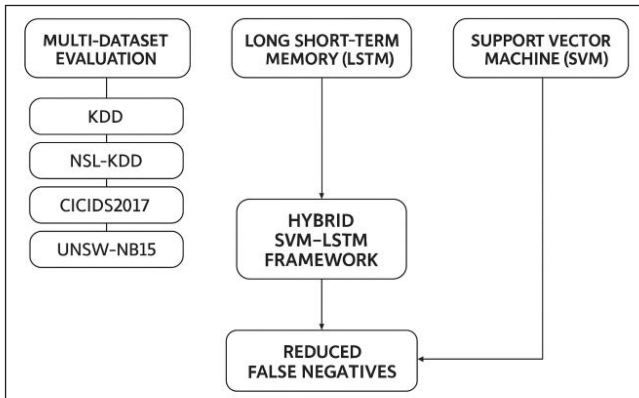 MULTI-DATASET
EVALUATION
KDD
NSL-KDD
CICIDS2017
UNSW-NB15
LONG SHORT-TERM
MEMORY (LSTM)
HYBRID
SVM–LSTM
FRAMEWORK
REDUCED
FALSE NEGATIVES
SUPPORT VECTOR
MACHINE (SVM)